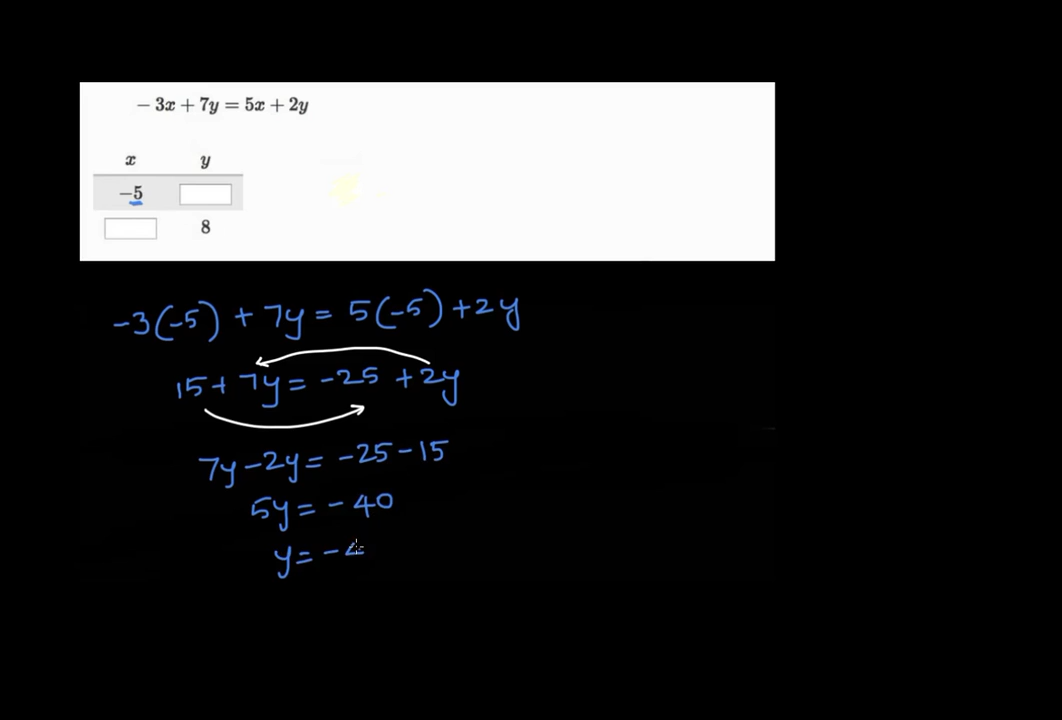 − 3x + 7y = 5x + 2y
x y
−5
8
-3(-5) + 7y = 5(-5) + 2y
15 + 7y = -25 + 2y
7y - 2y = -25 - 15
5y = - 40
y = - 4